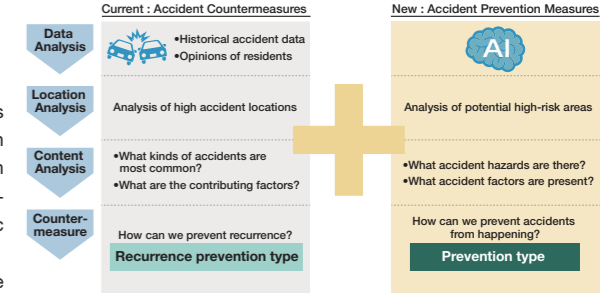 Current : Accident Countermeasures
New : Accident Prevention Measures
Data
Analysis
•Historical accident data
•Opinions of residents
AI
Location
Analysis
Analysis of high accident locations
Analysis of potential high-risk areas
s
n
Content
Analysis
•What kinds of accidents are
most common?
•What are the contributing factors?
•What accident hazards are there?
•What accident factors are present?
n
-
c
Counter-
measure
How can we prevent recurrence?
Recurrence prevention type
How can we prevent accidents
from happening?
Prevention type
e